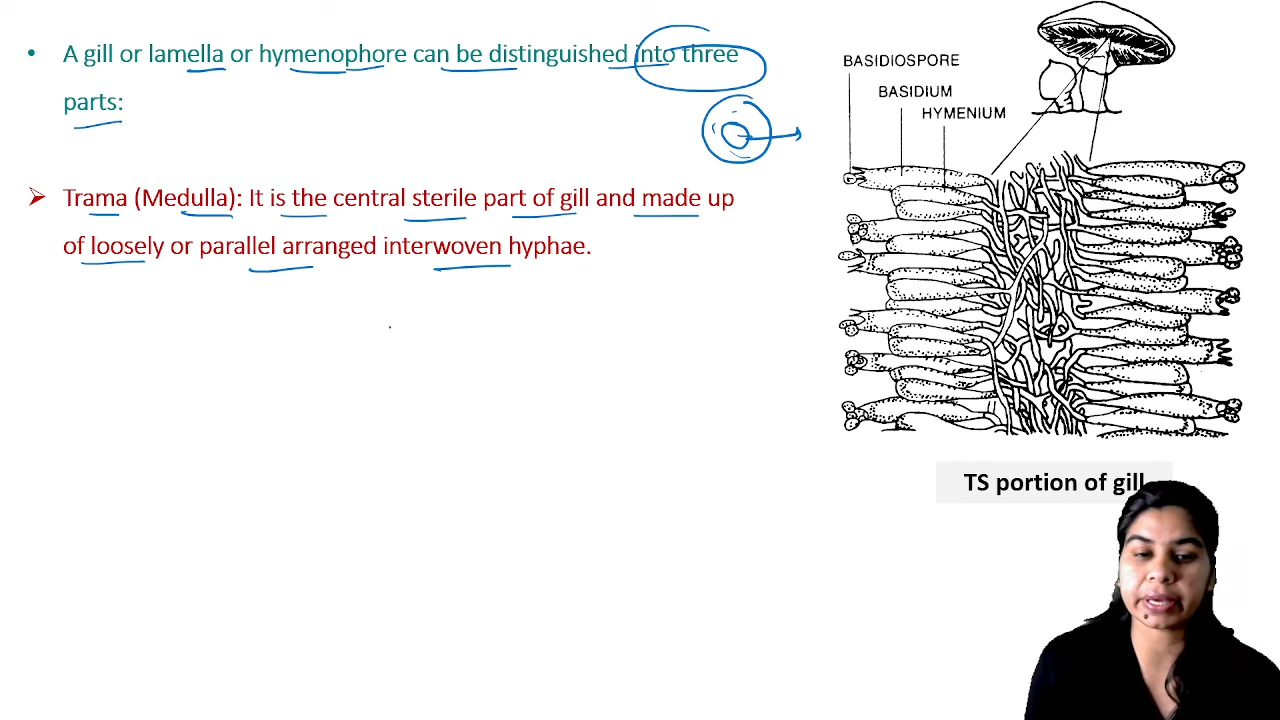 • A gill or lamella or hymenophore can be distinguished into three
parts:
➢ Trama (Medulla): It is the central sterile part of gill and made up
of loosely or parallel arranged interwoven hyphae.
BASIDIOSPORE
BASIDIUM
HYMENIUM
TS portion of gill